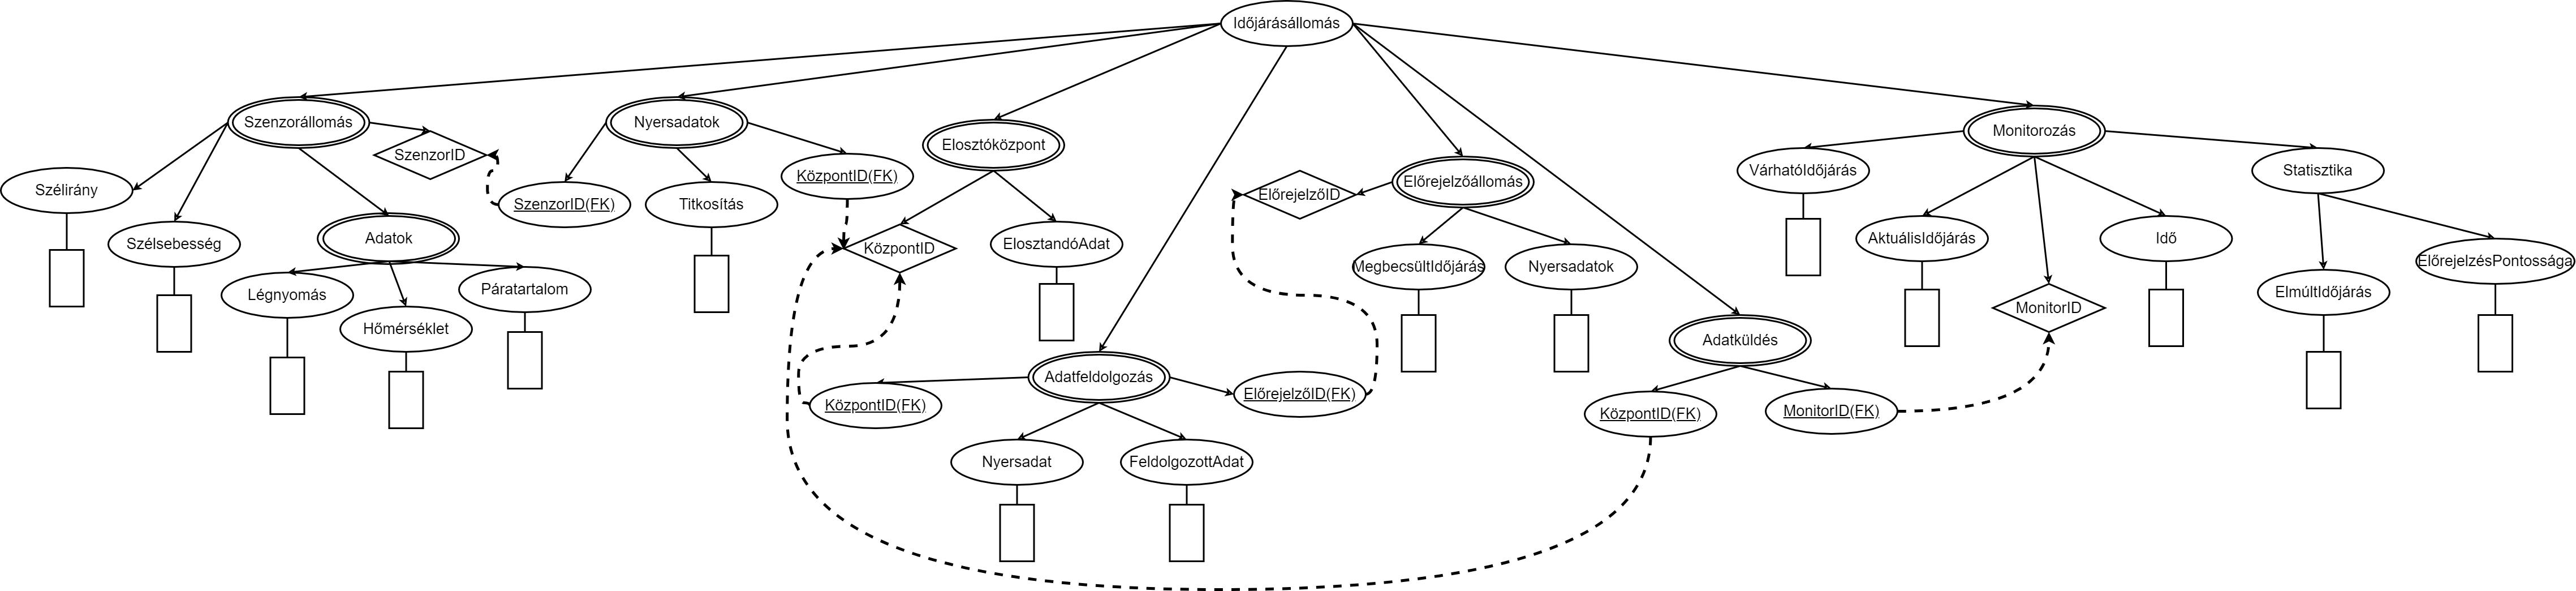 Időjárásállomás
Szenzorállomás
Nyersadatok
Elosztóközpont
Monitorozás
SzenzorID
KözpontID(FK)
Szélirány
SzenzorID(FK)
Titkosítás
Előrejelzőállomás
ElőrejelzőID
VárhatóIdőjárás
Statisztika
Szélsebesség
Adatok
KözpontID
ElosztandóAdat
MegbecsültIdőjárás
Nyersadatok
AktuálisIdőjárás
Idő
ElőrejelzésPontossága
Légnyomás
Hőmérséklet
Páratartalom
MonitorID
ElmúltIdőjárás
Adatküldés
Adatfeldolgozás
KözpontID(FK)
ElőrejelzőID(FK)
KözpontID(FK)
MonitorID(FK)
Nyersadat
FeldolgozottAdat